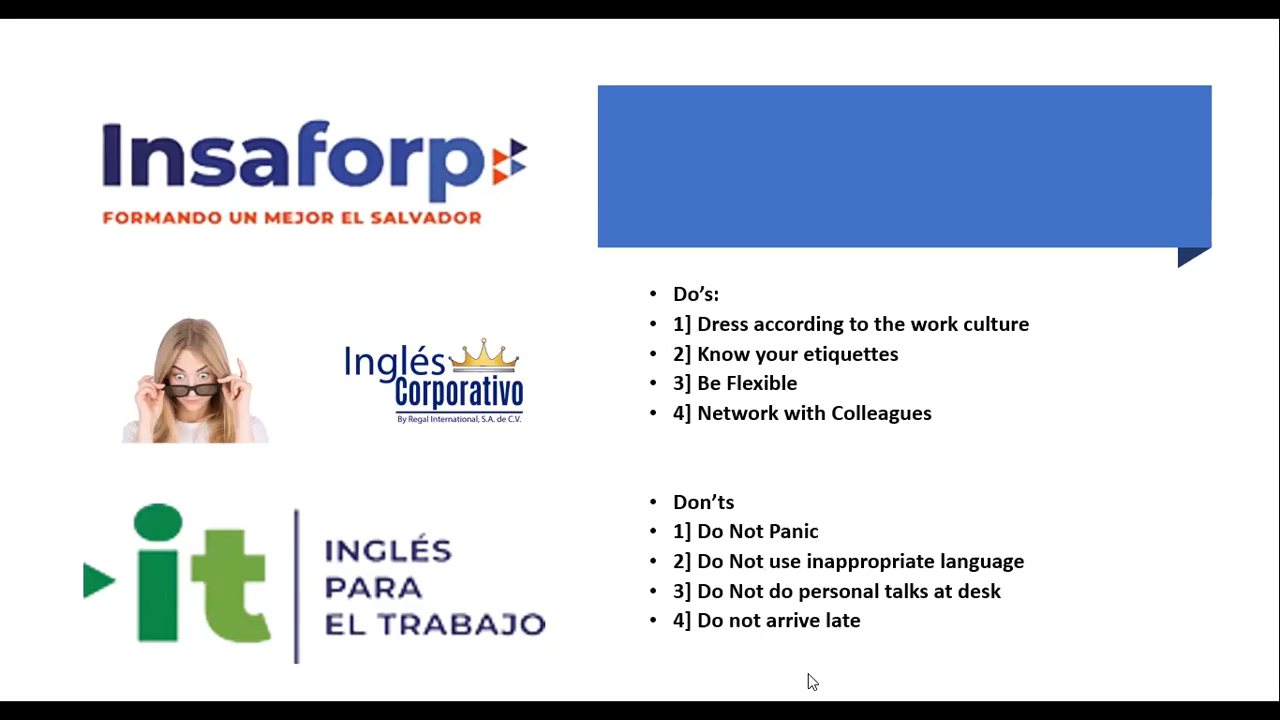 Insaforp
FORMANDO UN MEJOR EL SALVADOR
Inglés
Corporativo
By Regal International, S.A. de C.V.
it
INGLÉS
PARA
EL TRABAJO
• Do’s:
• 1] Dress according to the work culture
• 2] Know your etiquettes
• 3] Be Flexible
• 4] Network with Colleagues
• Don’ts
• 1] Do Not Panic
• 2] Do Not use inappropriate language
• 3] Do Not do personal talks at desk
• 4] Do not arrive late